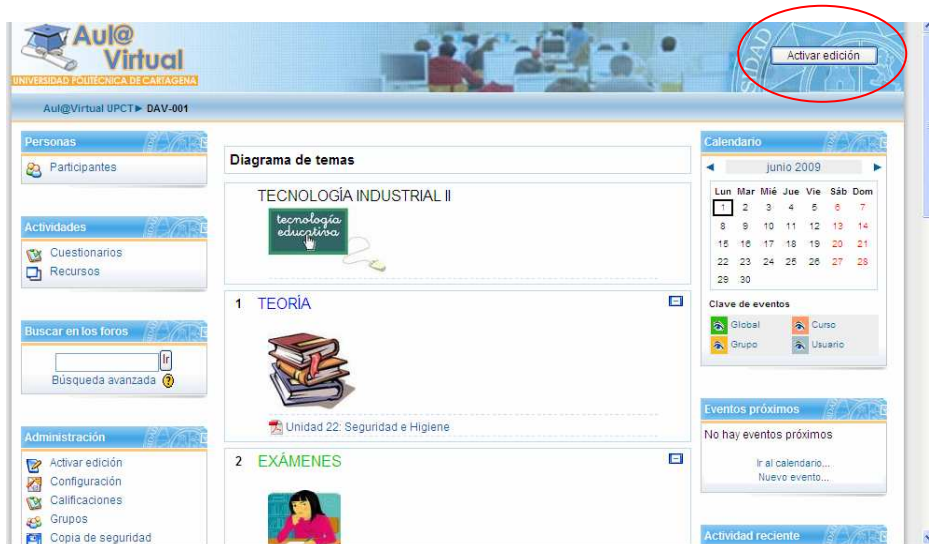 Aul@
Virtual
UNIVERSIDAD POLITÉCNICA DE CARTAGENA
Activar edición
Aul@Virtual UPCT► DAV-001
Personas
Participantes
Actividades
Cuestionarios
Recursos
Buscar en los foros
Ir
Búsqueda avanzada ?
Administración
Activar edición
Configuración
Calificaciones
Grupos
Copia de seguridad
Diagrama de temas
TECNOLOGÍA INDUSTRIAL II
tecnología
educativa
1 TEORÍA
Unidad 22: Seguridad e Higiene
2 EXÁMENES
Calendario
◄ junio 2009 ►
Lun Mar Mié Jue Vie Sáb Dom
1 2 3 4 5 6 7
8 9 10 11 12 13 14
15 16 17 18 19 20 21
22 23 24 25 26 27 28
29 30
Clave de eventos
Global Curso
Grupo Usuario
Eventos próximos
No hay eventos próximos
Ir al calendario...
Nuevo evento...
Actividad reciente